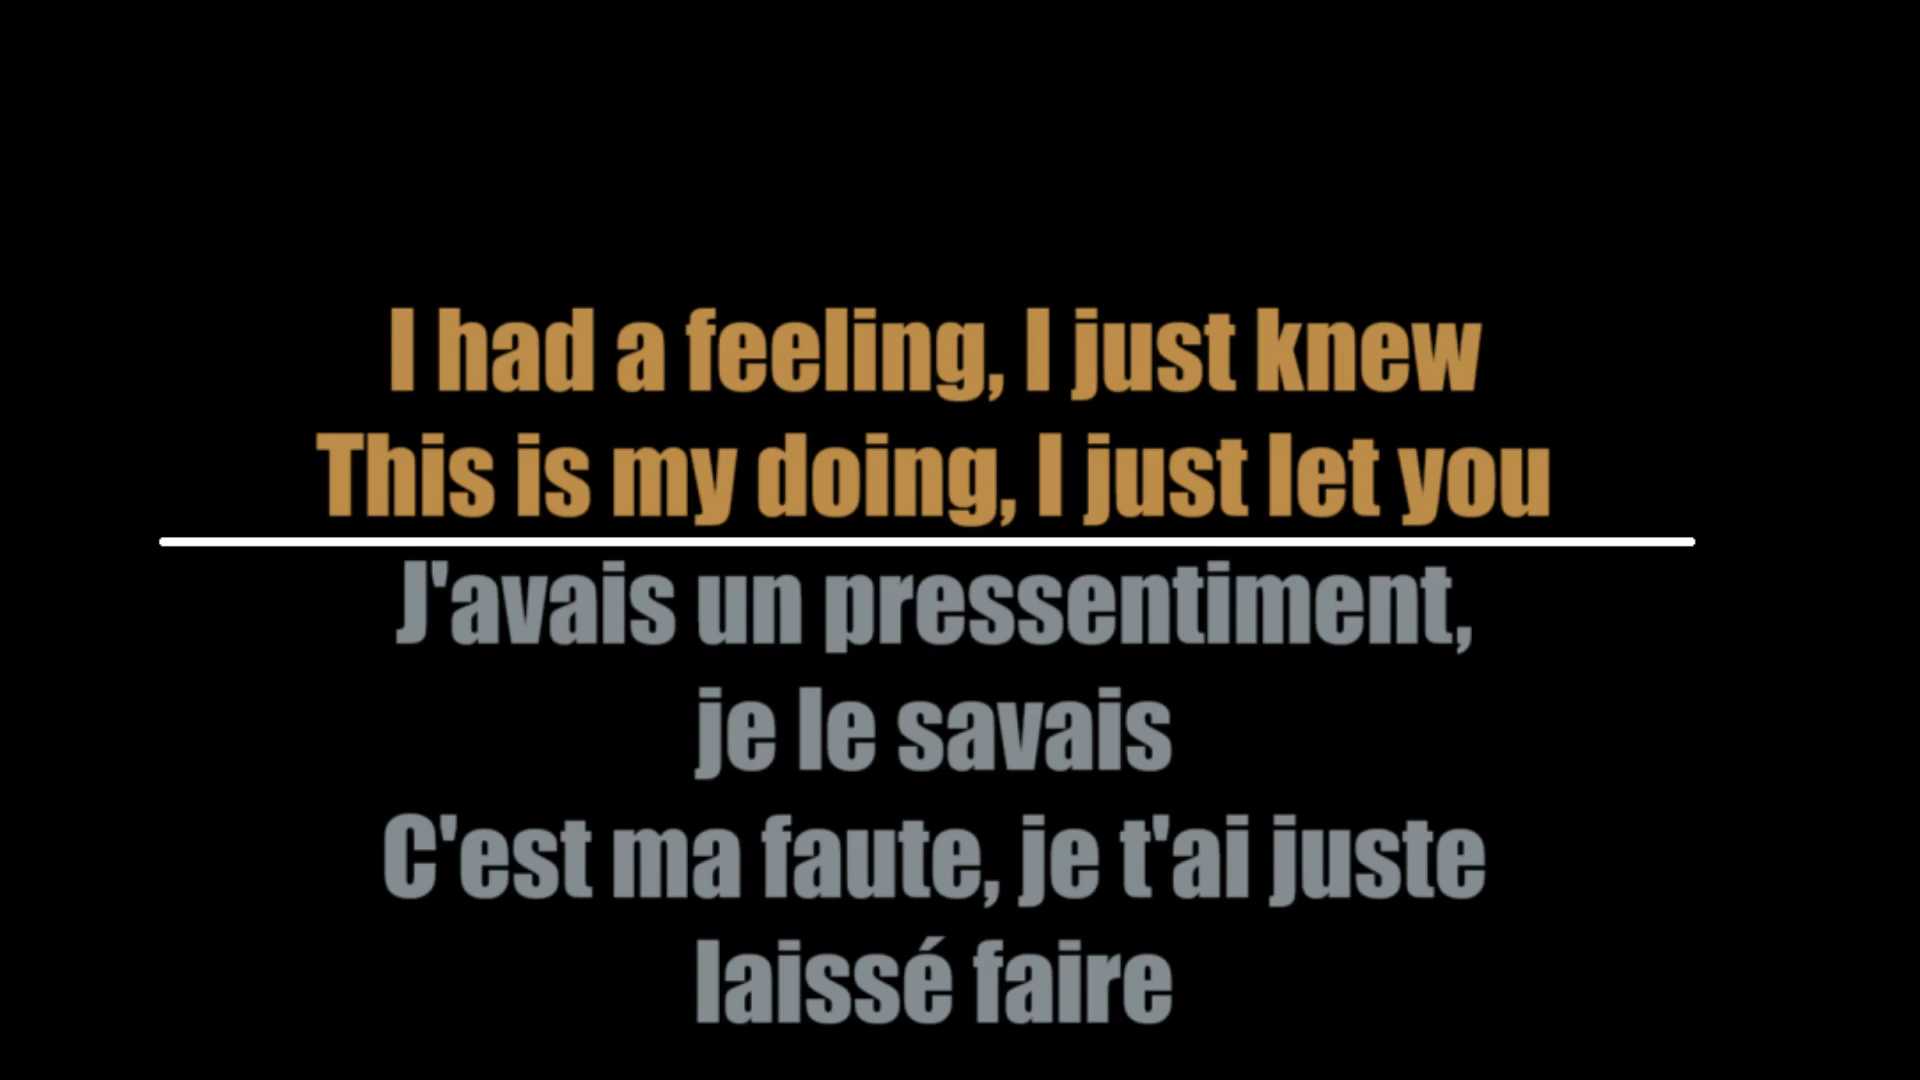 I had a feeling, I just knew
This is my doing, I just let you
J'avais un pressentiment,
je le savais
C'est ma faute, je t'ai juste
laissé faire